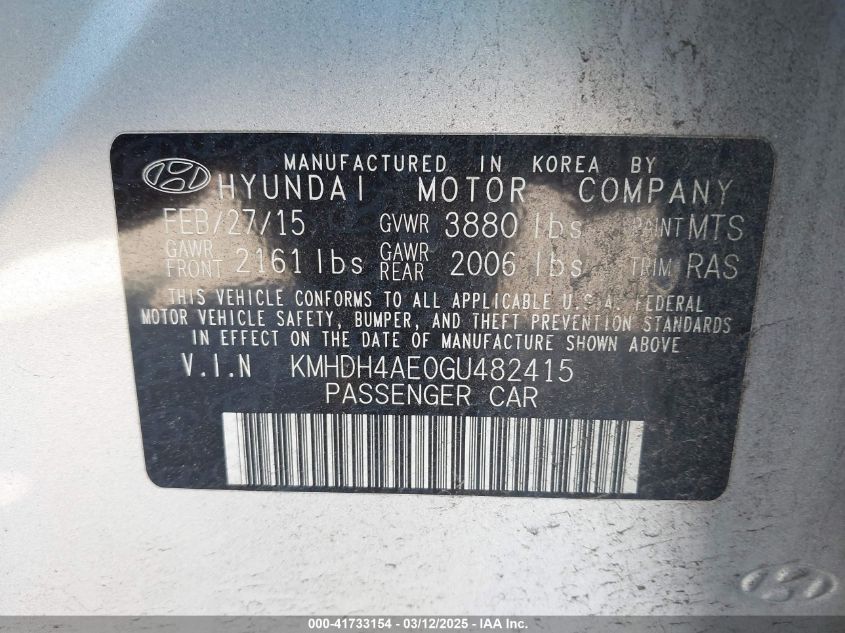 MANUFACTURED IN KOREA BY
HYUNDAI MOTOR COMPANY
FEB/27/15 GVWR 3880 lbs PAINT MTS
GAWR FRONT 2161 lbs GAWR REAR 2006 lbs TRIM RAS
THIS VEHICLE CONFORMS TO ALL APPLICABLE U.S.A. FEDERAL
MOTOR VEHICLE SAFETY, BUMPER, AND THEFT PREVENTION STANDARDS
IN EFFECT ON THE DATE OF MANUFACTURE SHOWN ABOVE
V.I.N KMHDH4AE0GU482415
PASSENGER CAR
000-41733154 - 03/12/2025 - IAAI.COM